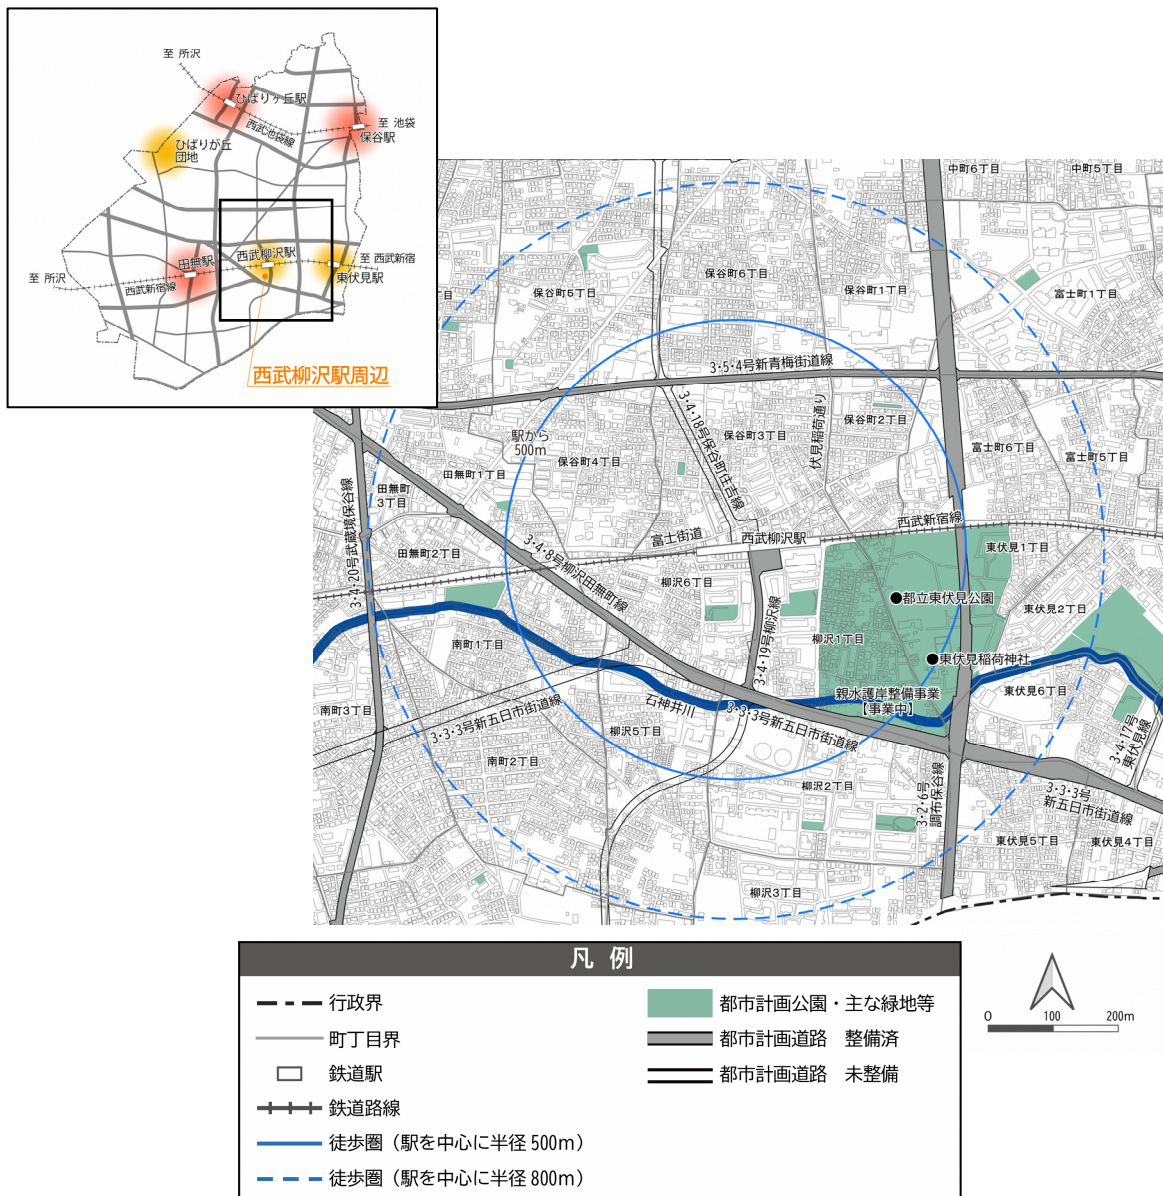 至 所沢
ひばりヶ丘駅
至 池袋
西武池袋線
保谷駅
ひばりが丘
団地
田無駅
西武柳沢駅
至 西武新宿
至 所沢
西武新宿線
東伏見駅
西武柳沢駅周辺
中町6丁目
中町5丁目
保谷町6丁目
保谷町5丁目
保谷町1丁目
富士町1丁目
3・5・4号新青梅街道線
3・4・18号保谷町住吉線
伏見稲荷通り
保谷町2丁目
駅から
500m
保谷町3丁目
富士町6丁目
富士町5丁目
保谷町4丁目
田無町1丁目
田無町
3丁目
3・4・20号武蔵境保谷線
西武新宿線
富士街道
西武柳沢駅
田無町2丁目
3・4・8号柳沢田無町線
東伏見1丁目
柳沢6丁目
都立東伏見公園
東伏見2丁目
3・4・19号柳沢線
南町1丁目
柳沢1丁目
東伏見稲荷神社
親水護岸整備事業
【事業中】
東伏見6丁目
南町3丁目
石神井川
3・3・3号新五日市街道線
3・3・3号新五日市街道線
柳沢5丁目
3・4・17号
東伏見線
南町2丁目
柳沢2丁目
3・2・6号
調布保谷線
3・3・3号
新五日市街道線
東伏見5丁目
東伏見4丁目
柳沢3丁目
凡 例
行政界
町丁目界
鉄道駅
鉄道路線
徒歩圏（駅を中心に半径500m）
徒歩圏（駅を中心に半径800m）
都市計画公園・主な緑地等
都市計画道路 整備済
都市計画道路 未整備
0 100 200m